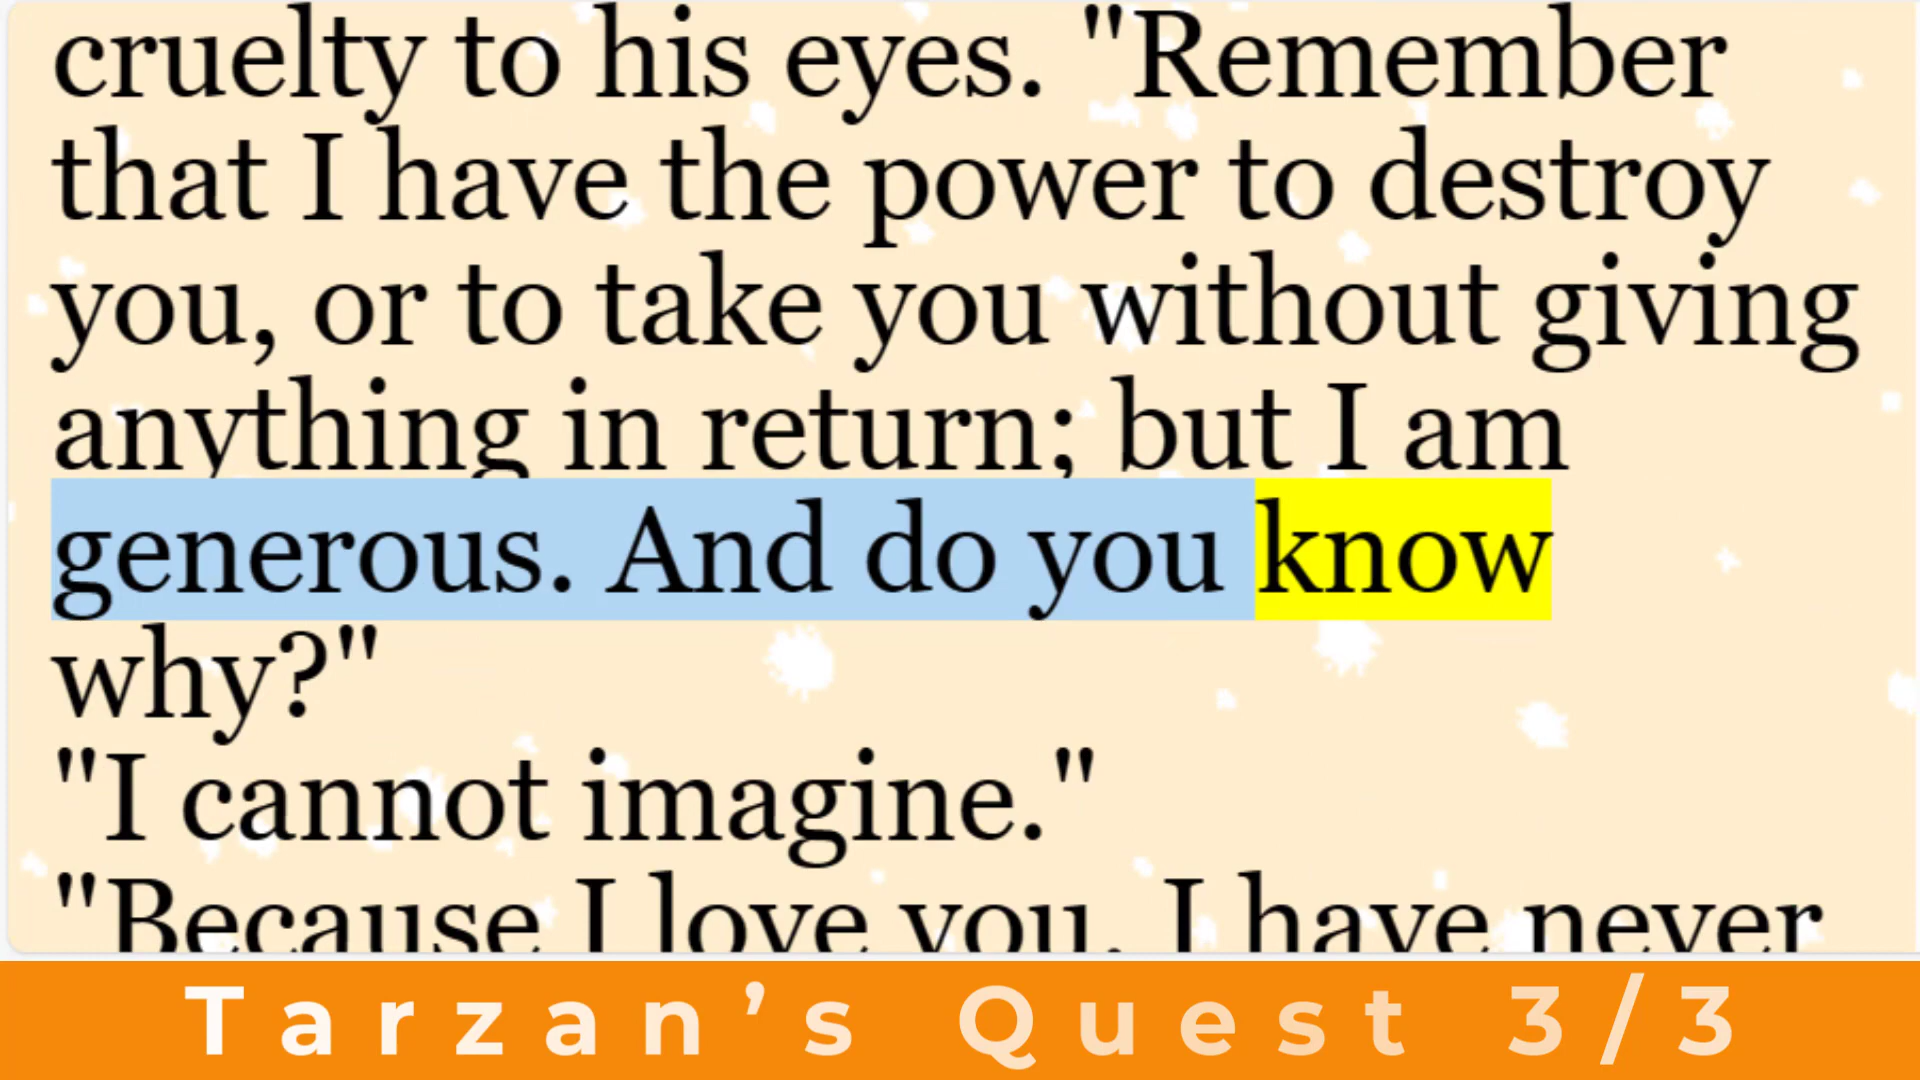 cruelty to his eyes. "Remember
that I have the power to destroy
you, or to take you without giving
anything in return; but I am
generous. And do you know
why?"
"I cannot imagine."
"Because I love you. I have never
Tarzan’s Quest 3/3